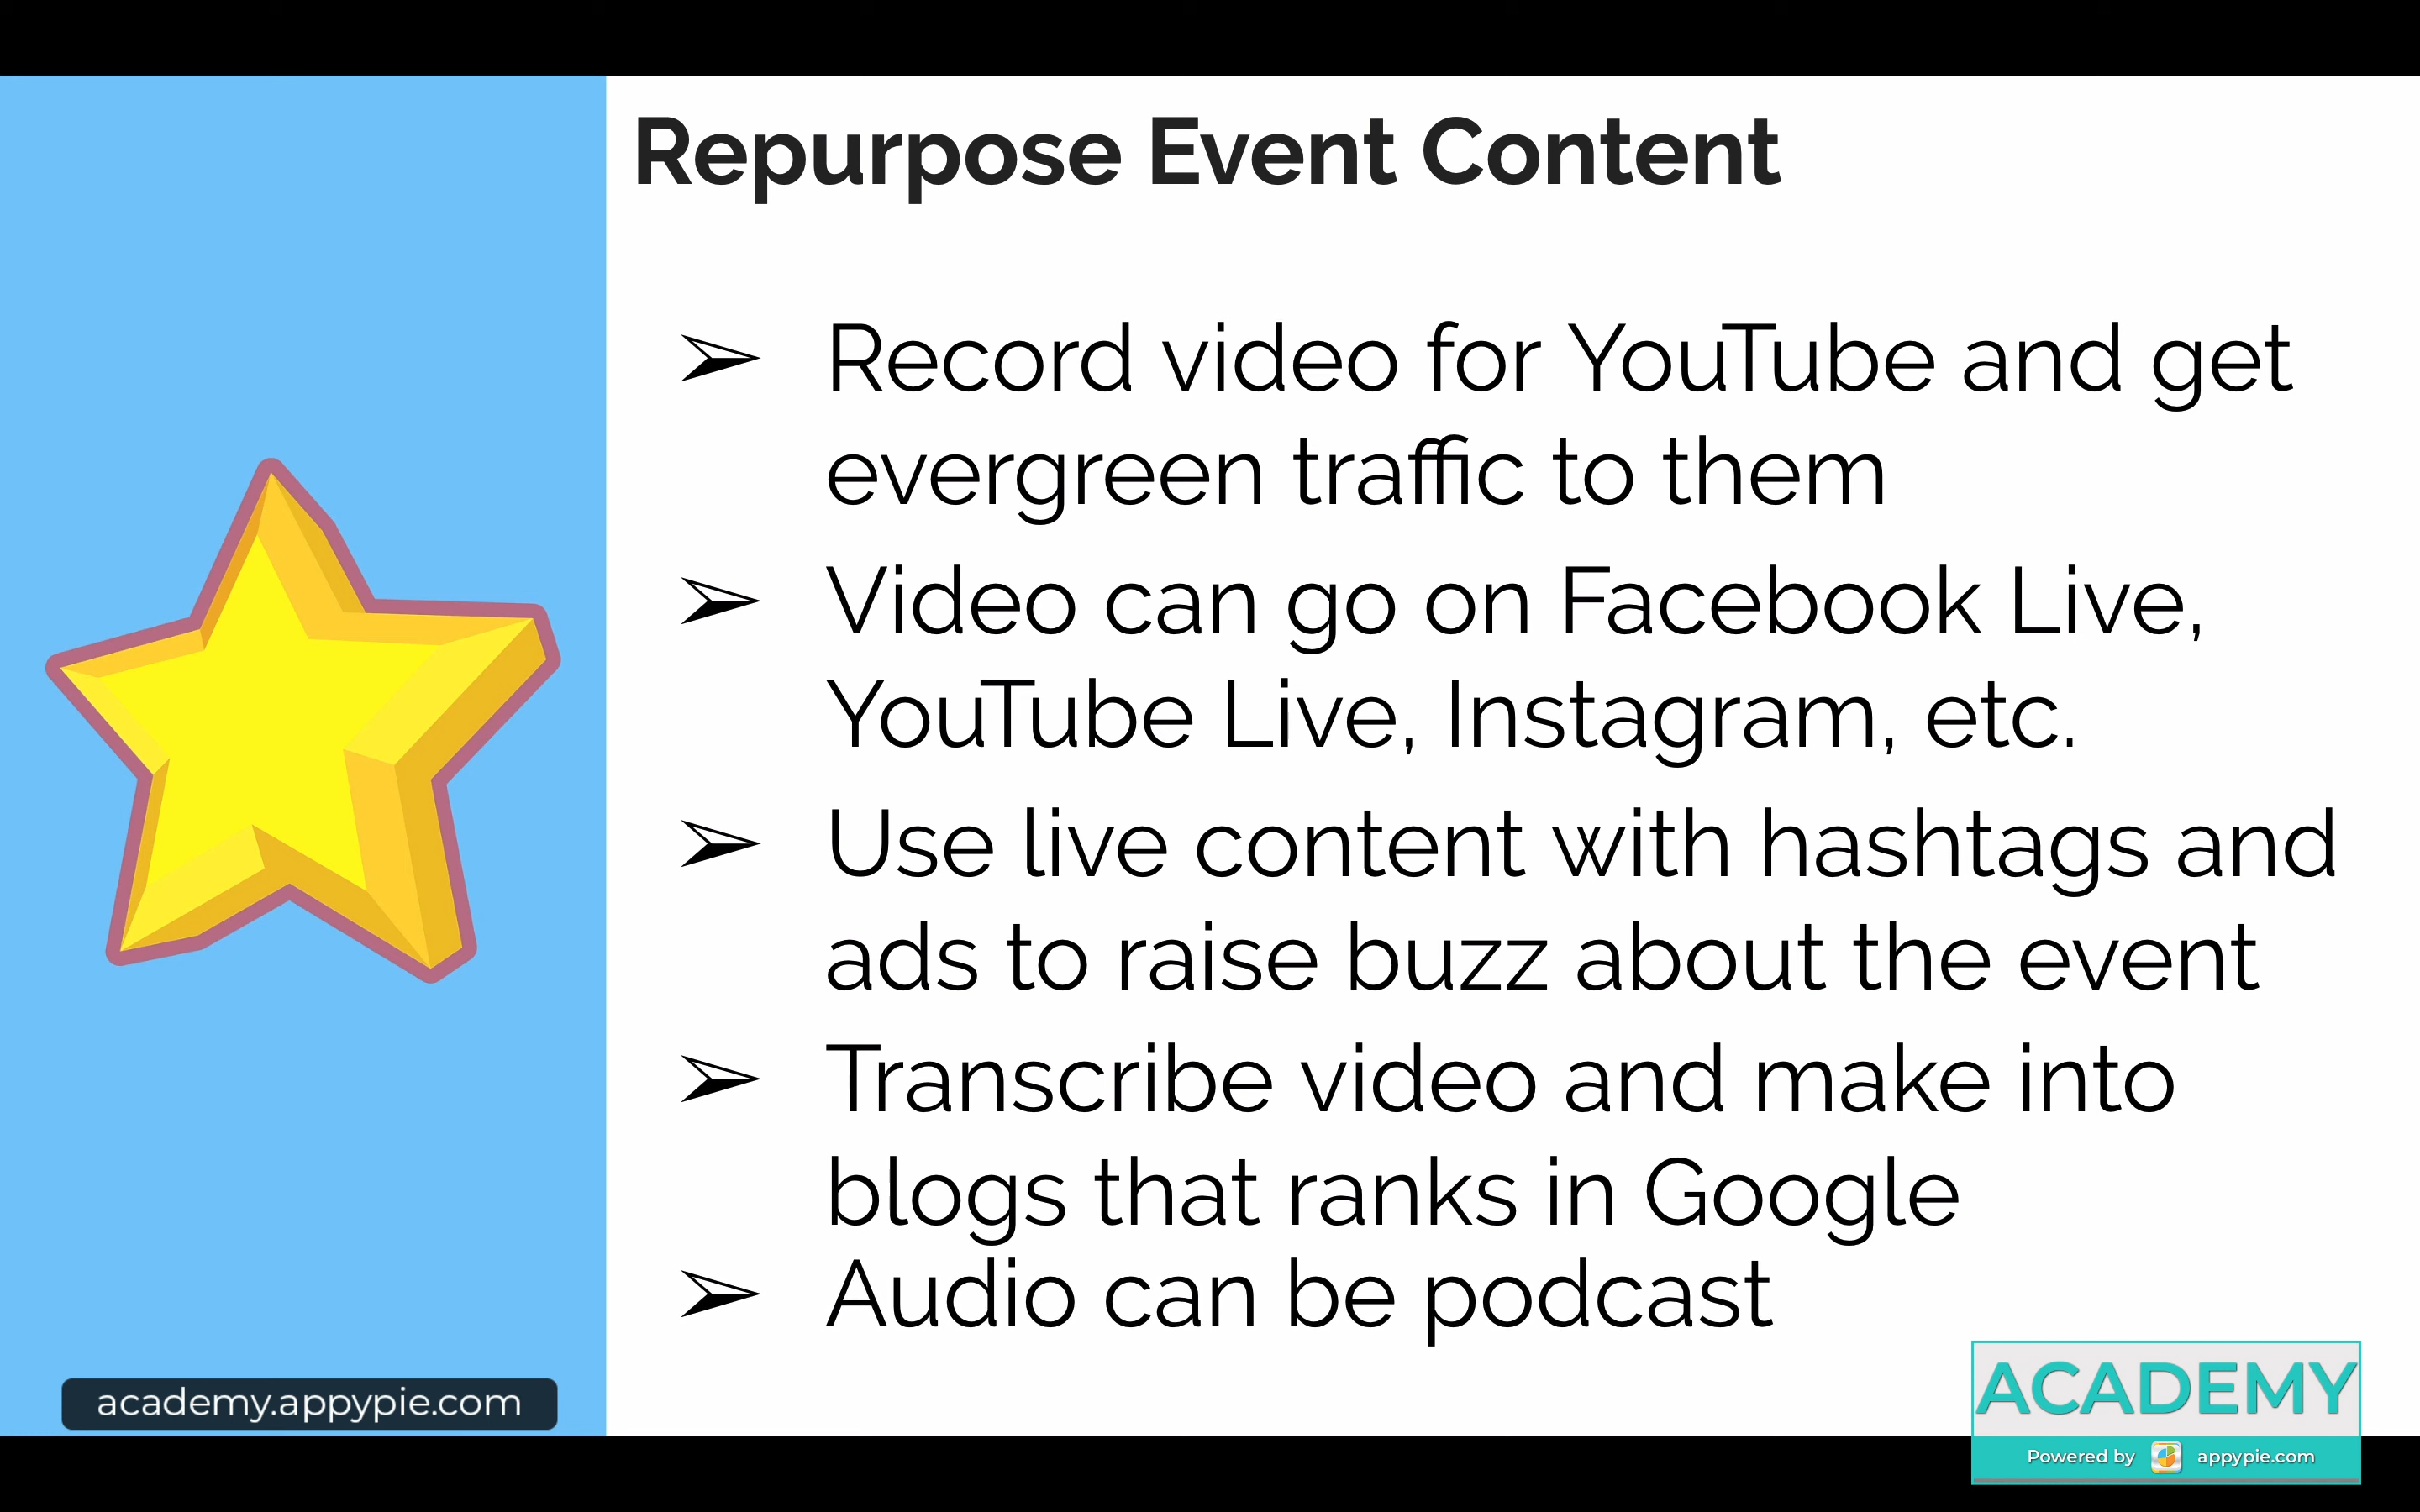 Repurpose Event Content
➢ Record video for YouTube and get
evergreen traffic to them
➢ Video can go on Facebook Live,
YouTube Live, Instagram, etc.
➢ Use live content with hashtags and
ads to raise buzz about the event
➢ Transcribe video and make into
blogs that ranks in Google
➢ Audio can be podcast
academy.appypie.com
ACADEMY
Powered by appypie.com